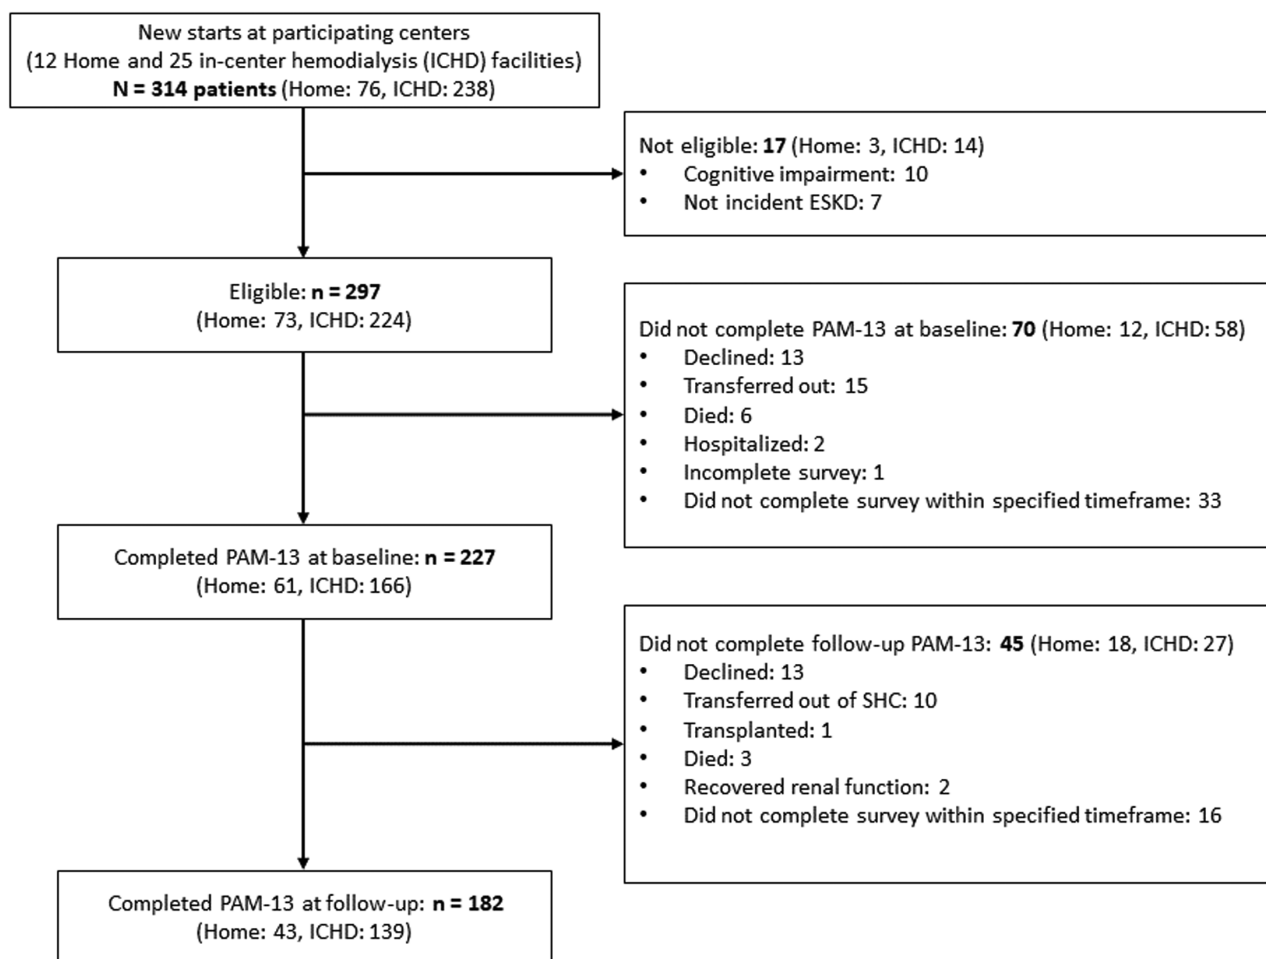 New starts at participating centers
(12 Home and 25 in-center hemodialysis (ICHD) facilities)
N = 314 patients (Home: 76, ICHD: 238)
Not eligible: 17 (Home: 3, ICHD: 14)
• Cognitive impairment: 10
• Not incident ESKD: 7
Eligible: n = 297
(Home: 73, ICHD: 224)
Did not complete PAM-13 at baseline: 70 (Home: 12, ICHD: 58)
• Declined: 13
• Transferred out: 15
• Died: 6
• Hospitalized: 2
• Incomplete survey: 1
• Did not complete survey within specified timeframe: 33
Completed PAM-13 at baseline: n = 227
(Home: 61, ICHD: 166)
Did not complete follow-up PAM-13: 45 (Home: 18, ICHD: 27)
• Declined: 13
• Transferred out of SHC: 10
• Transplanted: 1
• Died: 3
• Recovered renal function: 2
• Did not complete survey within specified timeframe: 16
Completed PAM-13 at follow-up: n = 182
(Home: 43, ICHD: 139)